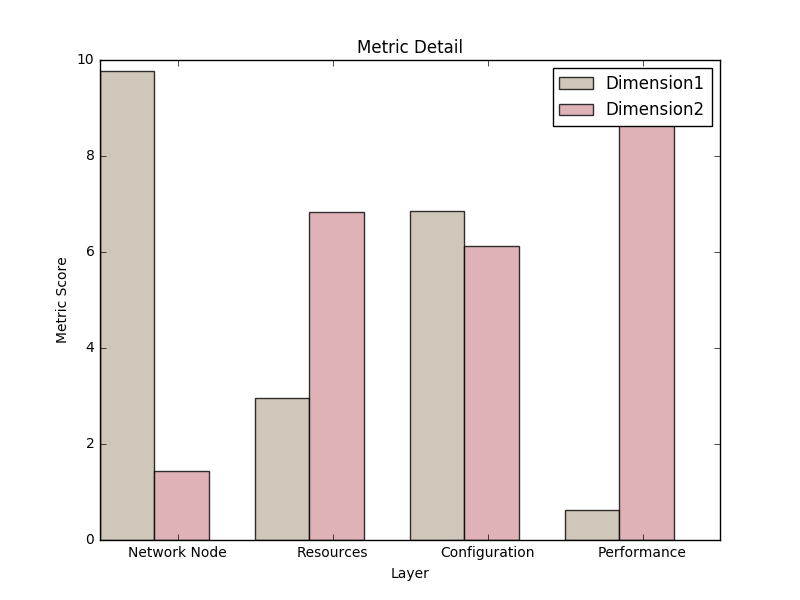 Metric Detail
Dimension1
Dimension2
Metric Score
10
8
6
4
2
0
Network Node
Resources
Configuration
Performance
Layer